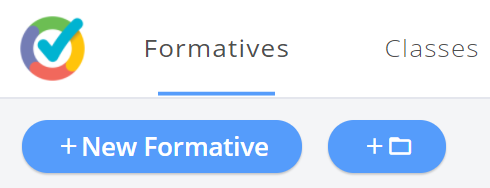 Formatives Classes
+ New Formative +